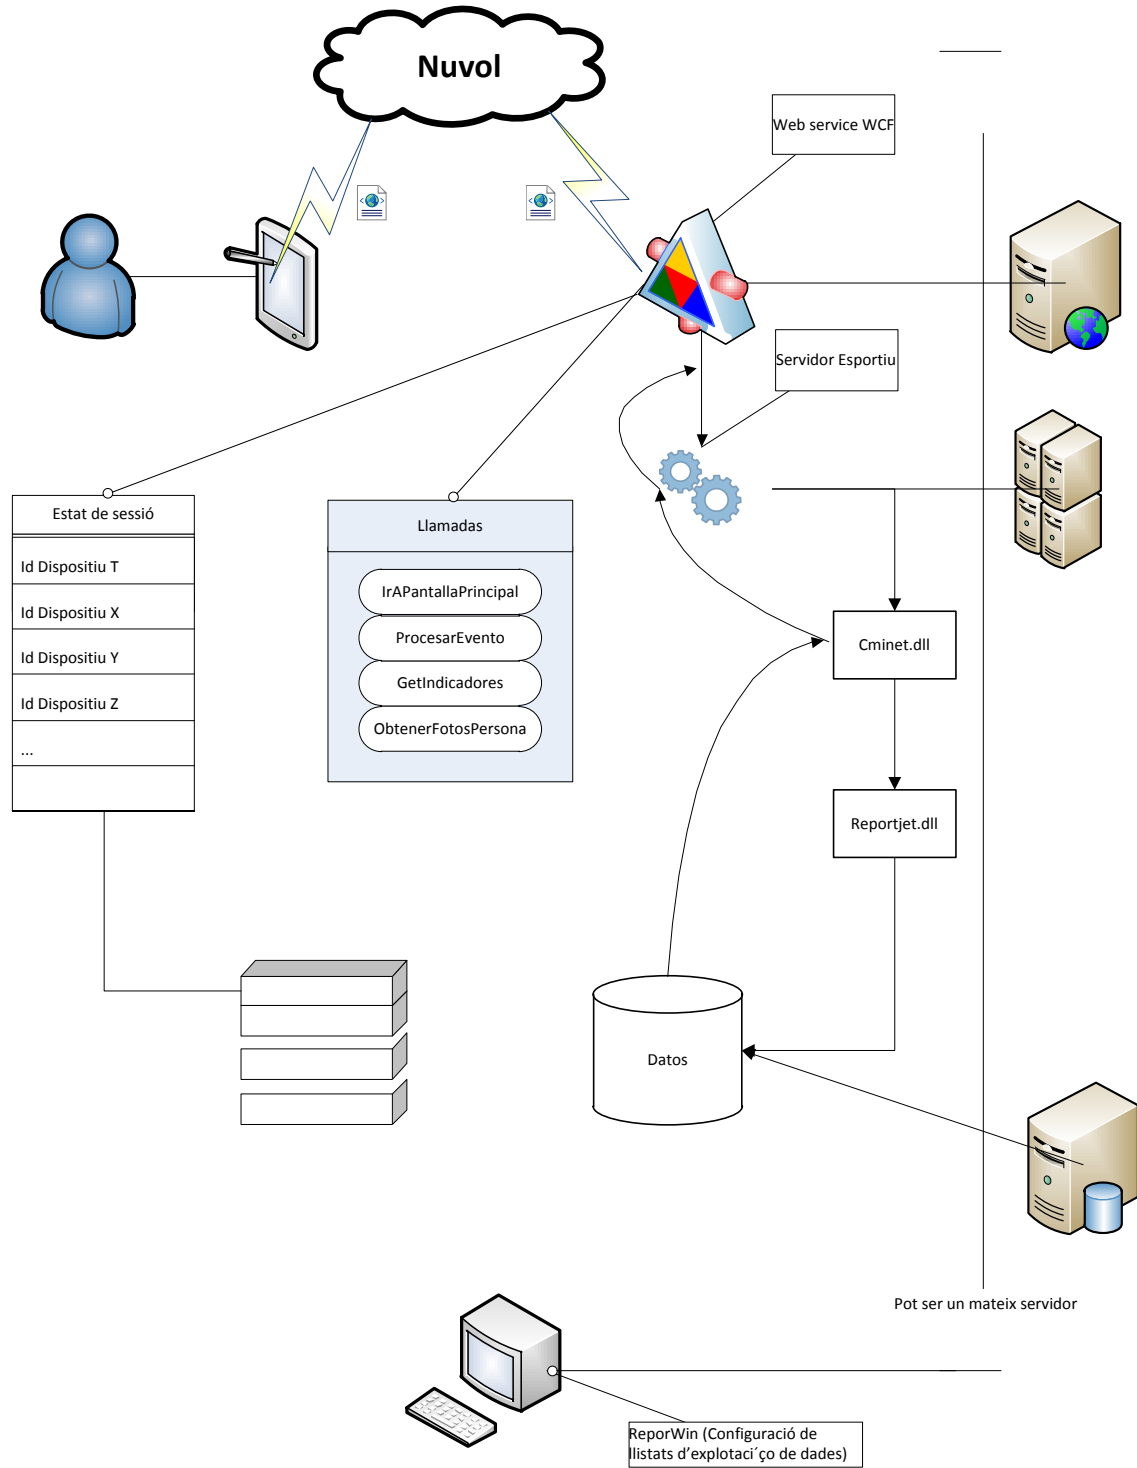 Nuvol
Web service WCF
Servidor Esportiu
Estat de sessió
Id Dispositiu T
Id Dispositiu X
Id Dispositiu Y
Id Dispositiu Z
...
Llamadas
IrAPantallaPrincipal
ProcesarEvento
GetIndicadores
ObtenerFotosPersona
Cminet.dll
Reportjet.dll
Datos
Pot ser un mateix servidor
ReporWin (Configuració de
llistats d’explotaci´ço de dades)